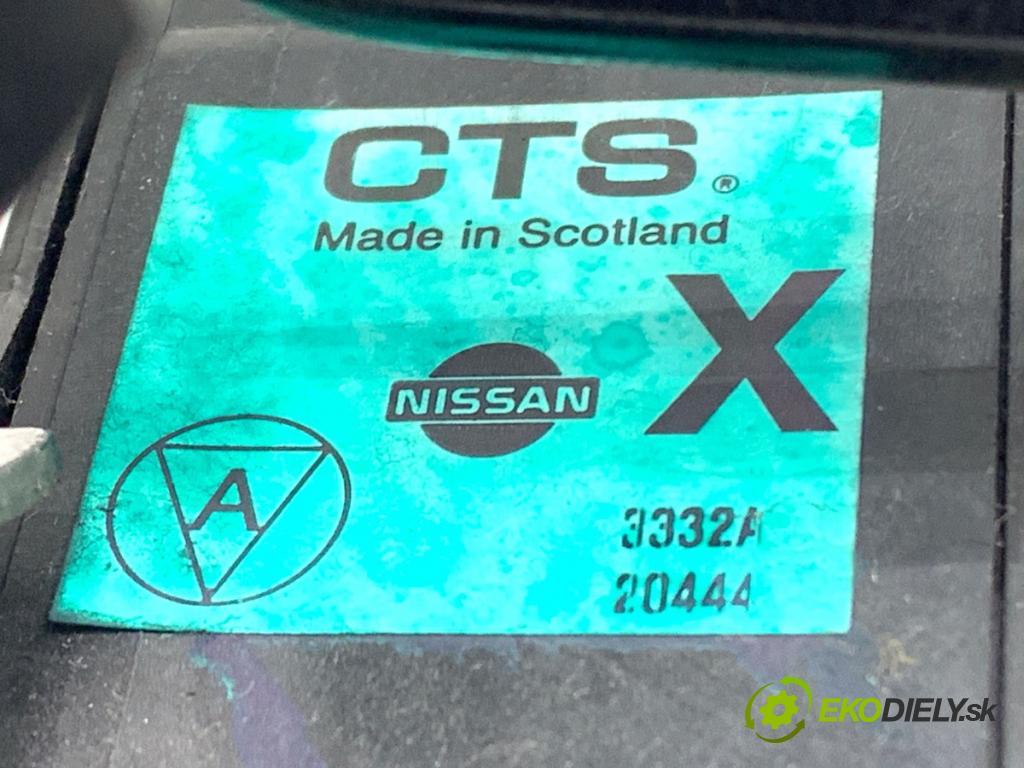 CTS®
Made in Scotland
X
NISSAN
A
3332A
20444
EKODIELY.sk